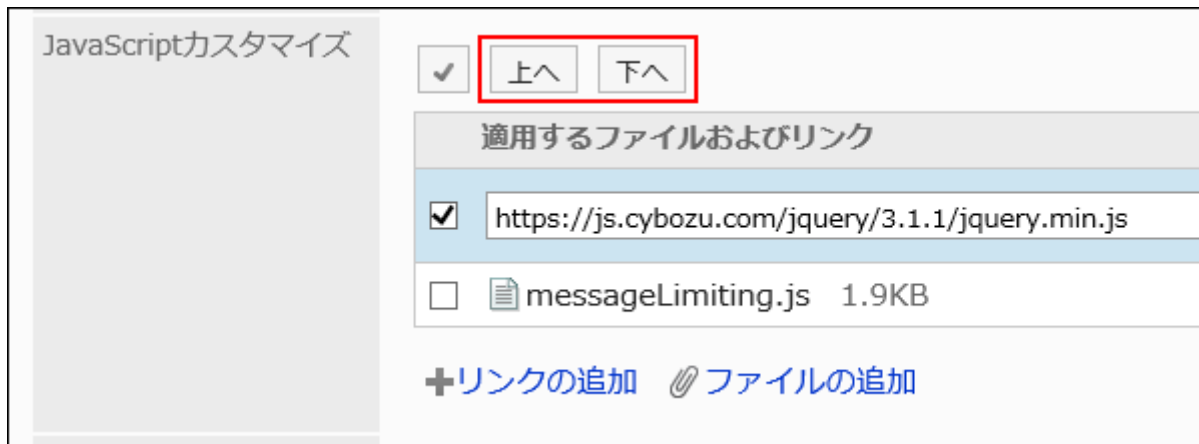 JavaScriptカスタマイズ
上へ 下へ
適用するファイルおよびリンク
https://js.cybozu.com/jquery/3.1.1/jquery.min.js
messageLimiting.js 1.9KB
リンクの追加 ファイルの追加